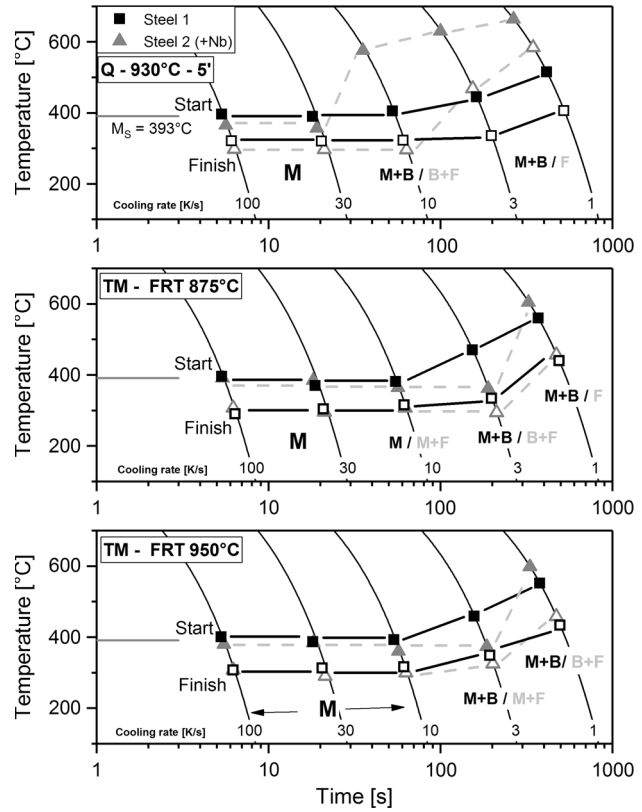 Steel 1
Steel 2 (+Nb)
Q - 930°C - 5'
Start
M_S = 393°C
Finish
M
M+B / B+F
M+B / F
Cooling rate [K/s]
100
30
10
3
1
600
400
200
Temperature [°C]
1
10
100
1000
TM - FRT 875°C
Start
Finish
M
M / M+F
M+B / B+F
M+B / F
Cooling rate [K/s]
100
30
10
3
1
600
400
200
Temperature [°C]
1
10
100
1000
TM - FRT 950°C
Start
Finish
M
M+B / M+F
M+B/ B+F
Cooling rate [K/s]
100
30
10
3
1
600
400
200
Temperature [°C]
1
10
100
1000
Time [s]